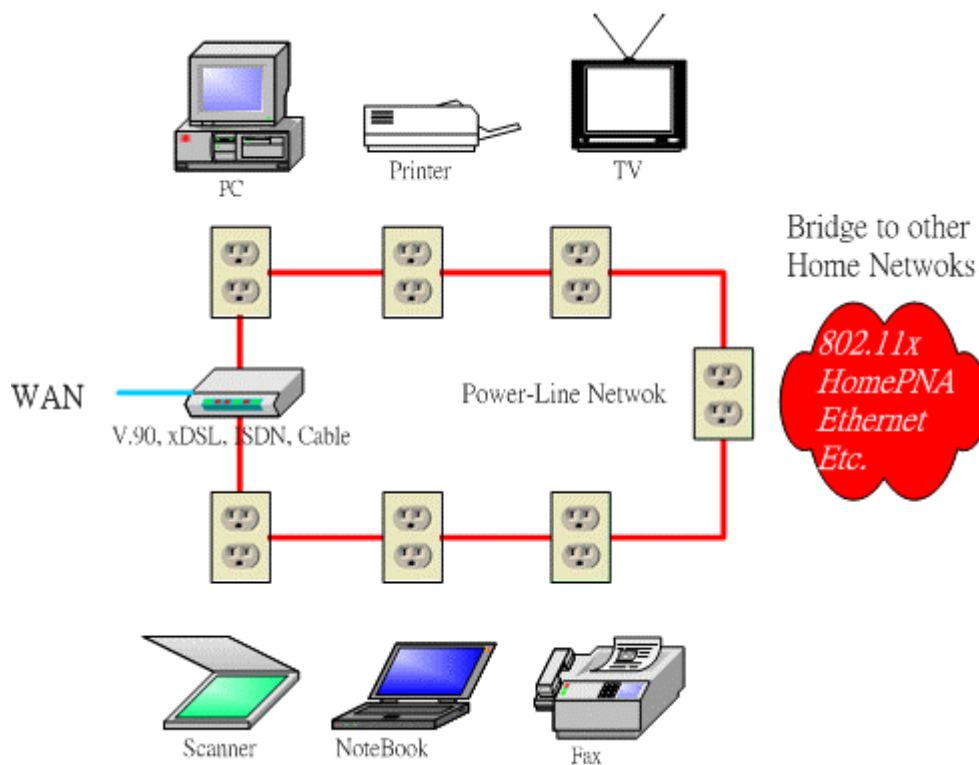 PC
Printer
TV
Bridge to other
Home Netwoks
802.11x
HomePNA
Ethernet
Etc.
WAN
Power-Line Netwok
V.90, xDSL, ISDN, Cable
Scanner
NoteBook
Fax